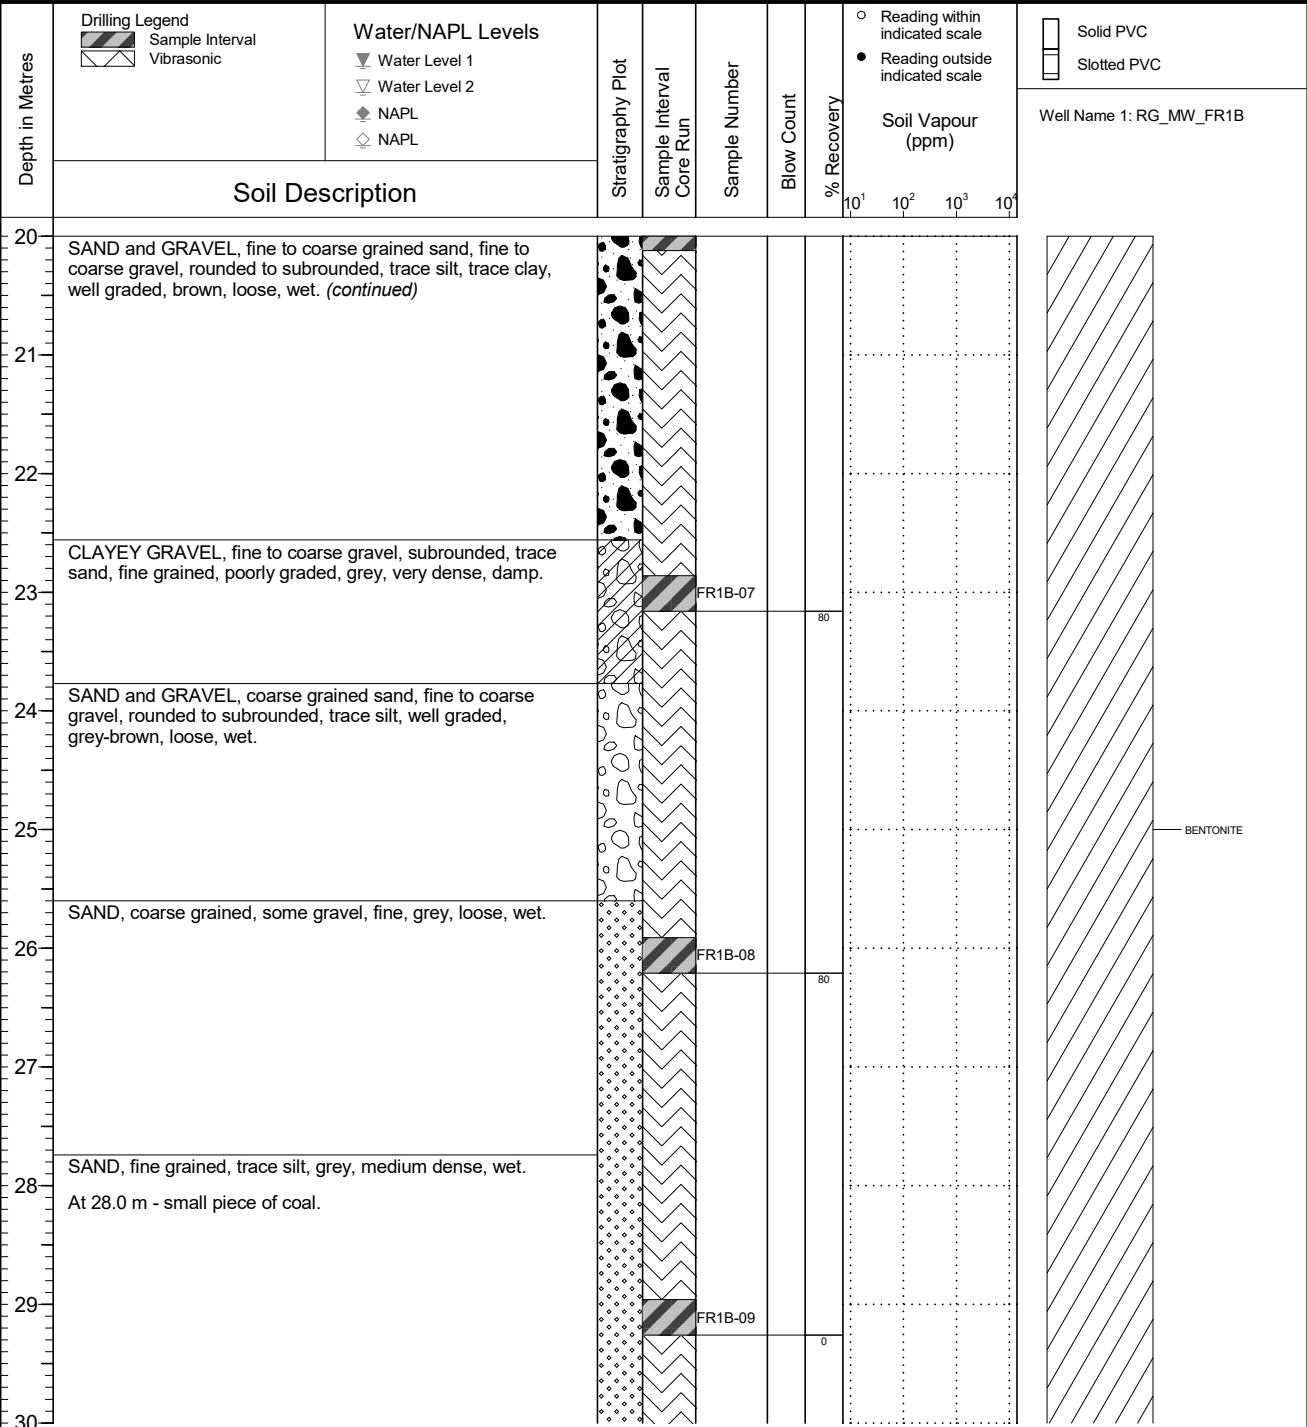 Depth in Metres
Drilling Legend
Sample Interval
Vibrasonic
Water/NAPL Levels
Water Level 1
Water Level 2
NAPL
NAPL
Soil Description
Stratigraphy Plot
Sample Interval
Core Run
Sample Number
Blow Count
% Recovery
Reading within
indicated scale
Reading outside
indicated scale
Soil Vapour
(ppm)
10¹ 10² 10³ 10⁴
Solid PVC
Slotted PVC
Well Name 1: RG_MW_FR1B
20
SAND and GRAVEL, fine to coarse grained sand, fine to
coarse gravel, rounded to subrounded, trace silt, trace clay,
well graded, brown, loose, wet. (continued)
21
22
CLAYEY GRAVEL, fine to coarse gravel, subrounded, trace
sand, fine grained, poorly graded, grey, very dense, damp.
23
FR1B-07
80
SAND and GRAVEL, coarse grained sand, fine to coarse
gravel, rounded to subrounded, trace silt, well graded,
grey-brown, loose, wet.
24
25
BENTONITE
SAND, coarse grained, some gravel, fine, grey, loose, wet.
26
FR1B-08
80
27
SAND, fine grained, trace silt, grey, medium dense, wet.
28
At 28.0 m - small piece of coal.
29
FR1B-09
0
30